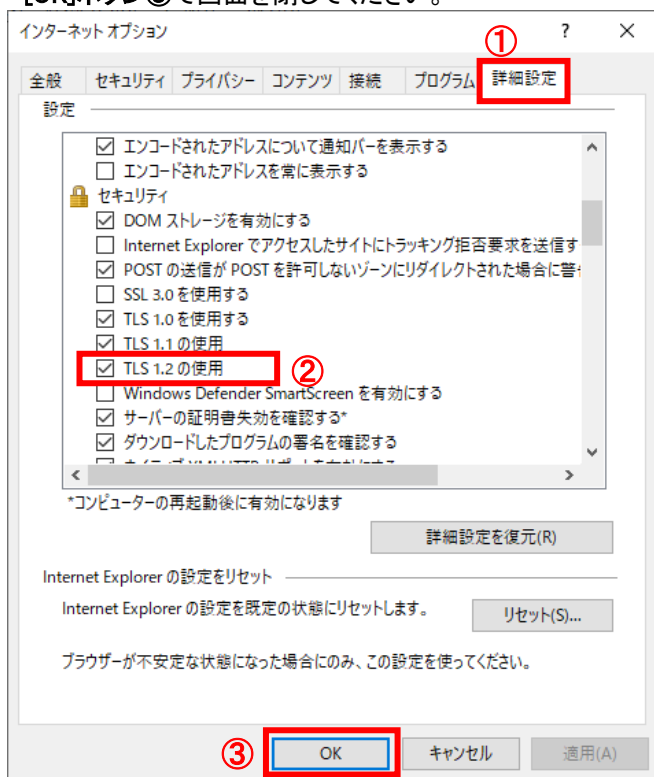 [OK]ボタン③で画面を閉じてください。
インターネット オプション
① ? ×
全般 セキュリティ プライバシー コンテンツ 接続 プログラム 詳細設定
設定
エンコードされたアドレスについて通知バーを表示する
エンコードされたアドレスを常に表示する
セキュリティ
DOM ストレージを有効にする
Internet Explorer でアクセスしたサイトにトラッキング拒否要求を送信す
POST の送信が POST を許可しないゾーンにリダイレクトされた場合に警
SSL 3.0 を使用する
TLS 1.0 を使用する
TLS 1.1 の使用
TLS 1.2 の使用 ②
Windows Defender SmartScreen を有効にする
サーバーの証明書失効を確認する*
ダウンロードしたプログラムの署名を確認する
*コンピューターの再起動後に有効になります
詳細設定を復元(R)
Internet Explorer の設定をリセット
Internet Explorer の設定を既定の状態にリセットします。
リセット(S)...
ブラウザーが不安定な状態になった場合にのみ、この設定を使ってください。
③ OK キャンセル 適用(A)